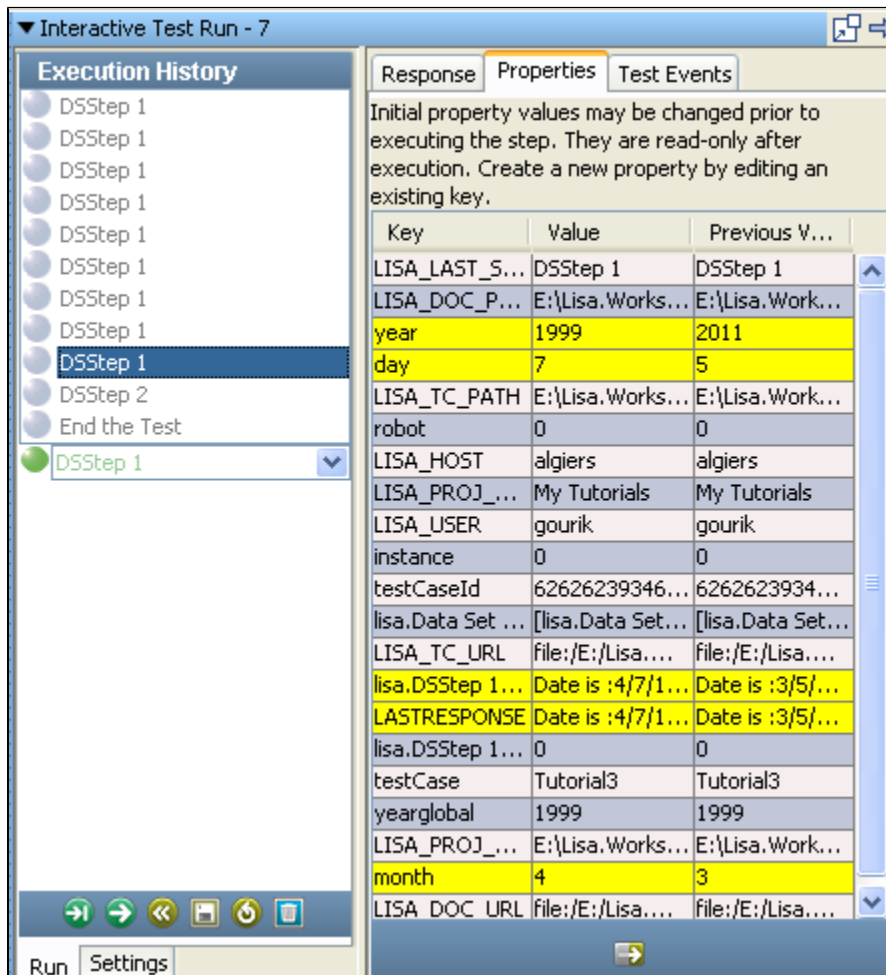 Interactive Test Run - 7
Execution History
DSStep 1
DSStep 1
DSStep 1
DSStep 1
DSStep 1
DSStep 1
DSStep 1
DSStep 1
DSStep 1
DSStep 2
End the Test
DSStep 1
Run Settings
Response Properties Test Events
Initial property values may be changed prior to
executing the step. They are read-only after
execution. Create a new property by editing an
existing key.
Key Value Previous V...
LISA_LAST_S... DSStep 1 DSStep 1
LISA_DOC_P... E:\Lisa.Works... E:\Lisa.Work...
year 1999 2011
day 7 5
LISA_TC_PATH E:\Lisa.Works... E:\Lisa.Work...
robot 0 0
LISA_HOST algiers algiers
LISA_PROJ_... My Tutorials My Tutorials
LISA_USER gourik gourik
instance 0 0
testCaseId 62626239346... 6262623934...
lisa.Data Set ... [lisa.Data Set... [lisa.Data Set...
LISA_TC_URL file:/E:/Lisa.... file:/E:/Lisa....
lisa.DSStep 1... Date is :4/7/1... Date is :3/5/...
LASTRESPONSE Date is :4/7/1... Date is :3/5/...
lisa.DSStep 1... 0 0
testCase Tutorial3 Tutorial3
yearglobal 1999 1999
LISA_PROJ_... E:\Lisa.Works... E:\Lisa.Work...
month 4 3
LISA_DOC_URL file:/E:/Lisa.... file:/E:/Lisa....